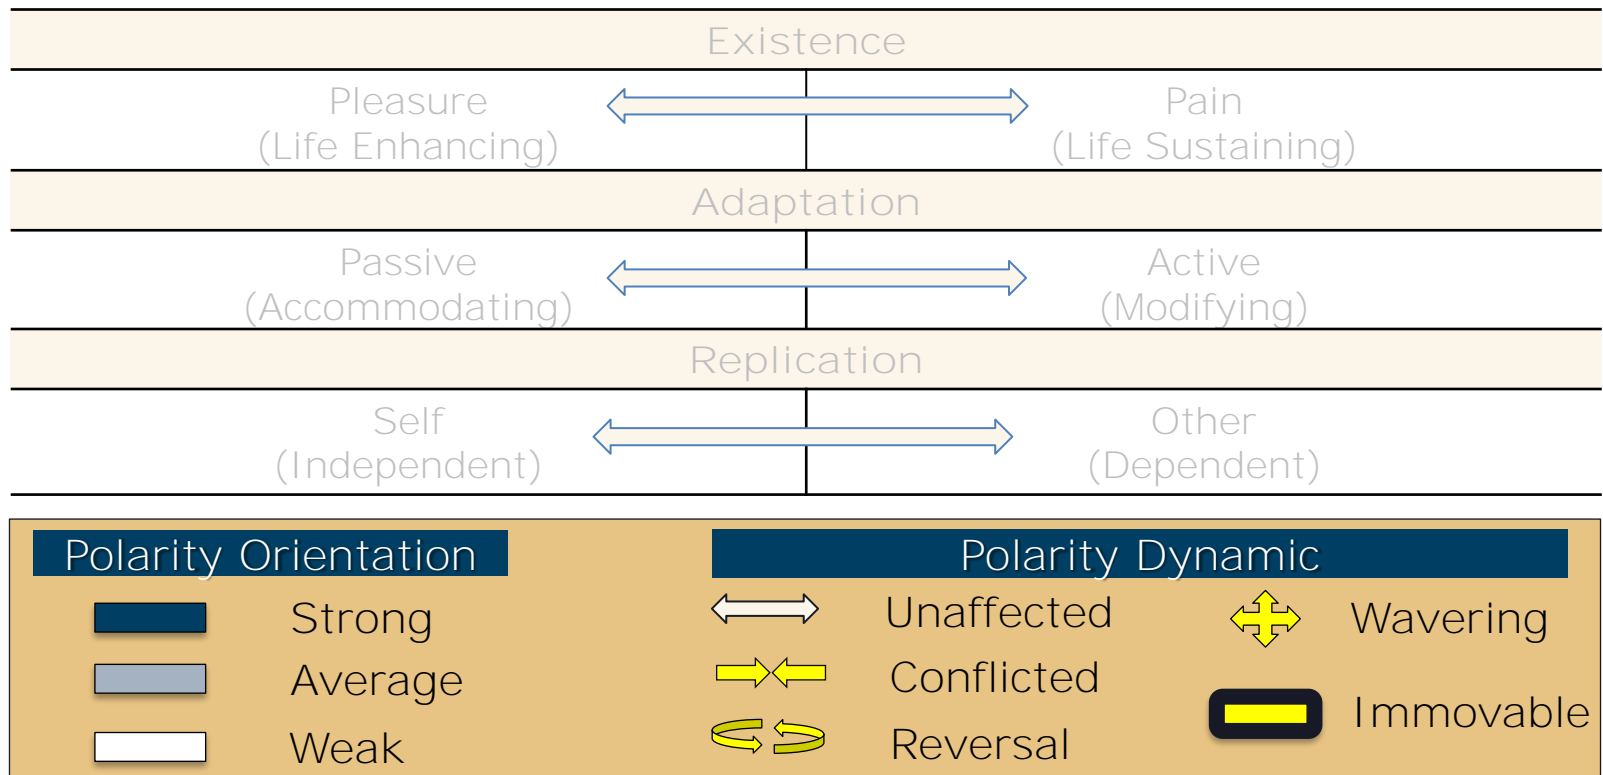 Existence
Pleasure
(Life Enhancing)
Pain
(Life Sustaining)
Adaptation
Passive
(Accommodating)
Active
(Modifying)
Replication
Self
(Independent)
Other
(Dependent)
Polarity Orientation
Strong
Average
Weak
Polarity Dynamic
Unaffected
Conflicted
Reversal
Wavering
Immovable